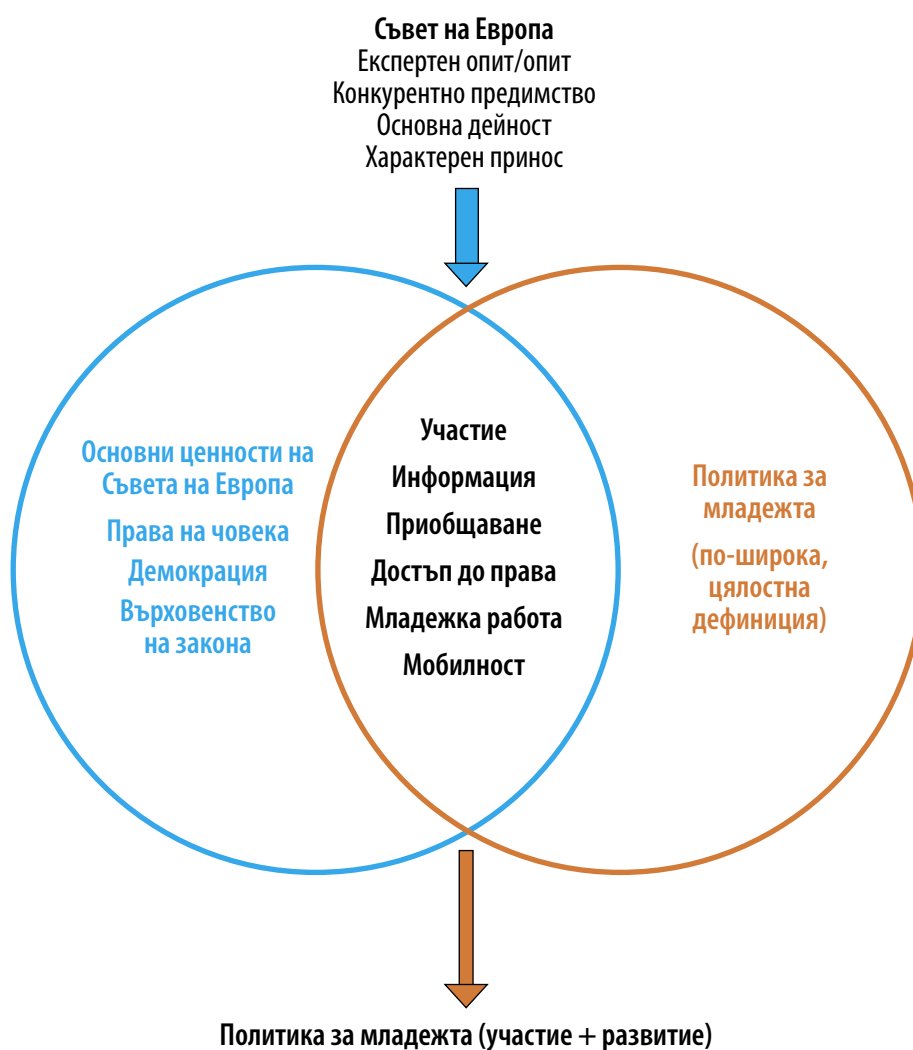 Съвет на Европа
Експертен опит/опит
Конкурентно предимство
Основна дейност
Характерен принос
Основни ценности на
Съвета на Европа
Права на човека
Демокрация
Върховенство
на закона
Участие
Информация
Приобщаване
Достъп до права
Младежка работа
Мобилност
Политика за
младежта
(по-широка,
цялостна
дефиниция)
Политика за младежта (участие + развитие)